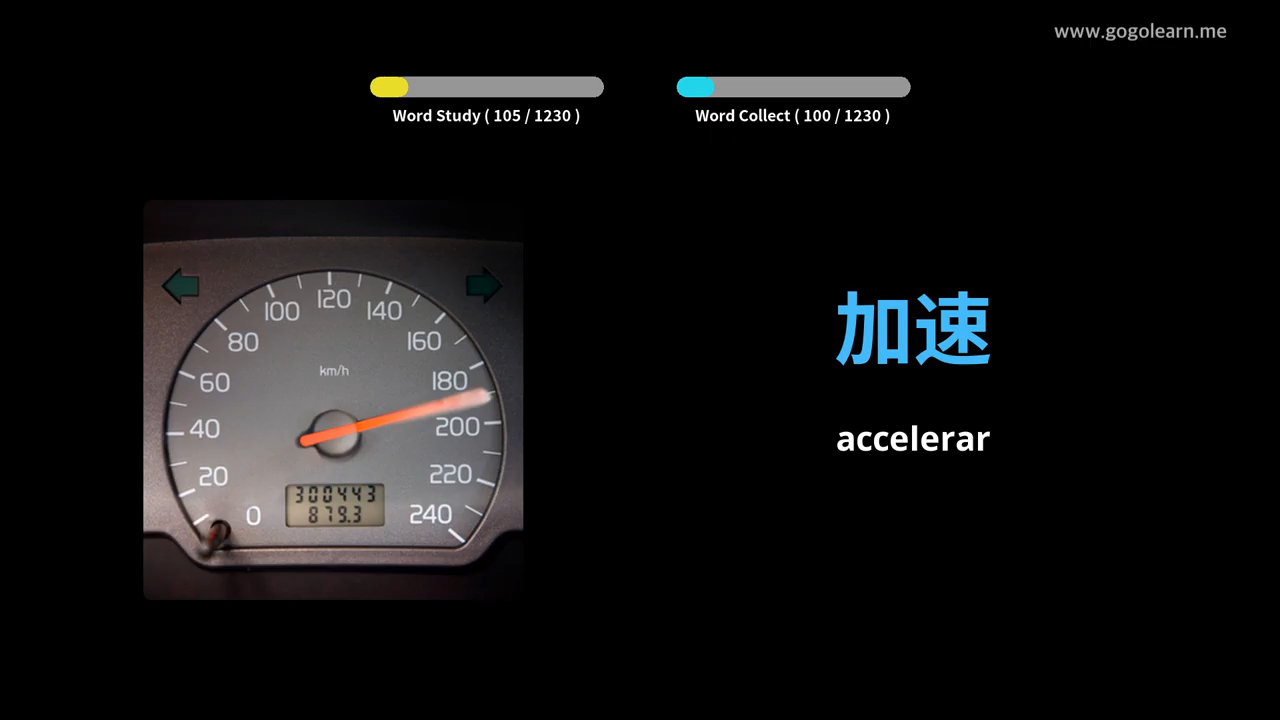 www.gogolearn.me
Word Study ( 105 / 1230 )
Word Collect ( 100 / 1230 )
加速
accelerar
0
20
40
60
80
100
120
140
160
180
200
220
240
km/h
300443
879.3